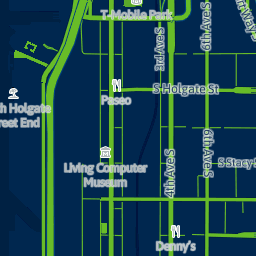 T-Mobile Park
3rd Ave S
6th Ave S
Way S
S Holgate St
Paseo
h Holgate
reet End
Living Computer
Museum
4th Ave S
6th Ave S
S Stacy S
Denny's